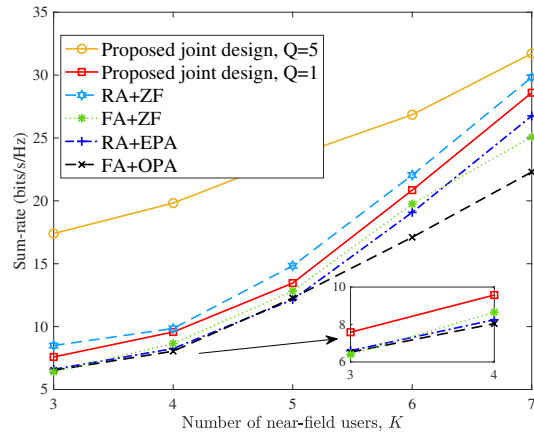 35
30
25
20
15
10
5
3
4
5
6
7
Sum-rate (bits/s/Hz)
Number of near-field users, K
Proposed joint design, Q=5
Proposed joint design, Q=1
RA+ZF
FA+ZF
RA+EPA
FA+OPA
10
8
6
3
4